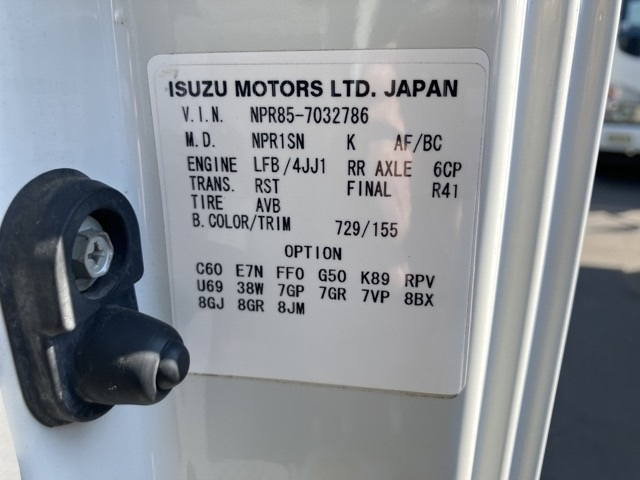 ISUZU MOTORS LTD. JAPAN
V.I.N. NPR85-7032786
M.D. NPR1SN K AF/BC
ENGINE LFB/4JJ1 RR AXLE 6CP
TRANS. RST FINAL R41
TIRE AVB
B.COLOR/TRIM 729/155
OPTION
C60 E7N FF0 G50 K89 RPV
U69 38W 7GP 7GR 7VP 8BX
8GJ 8GR 8JM